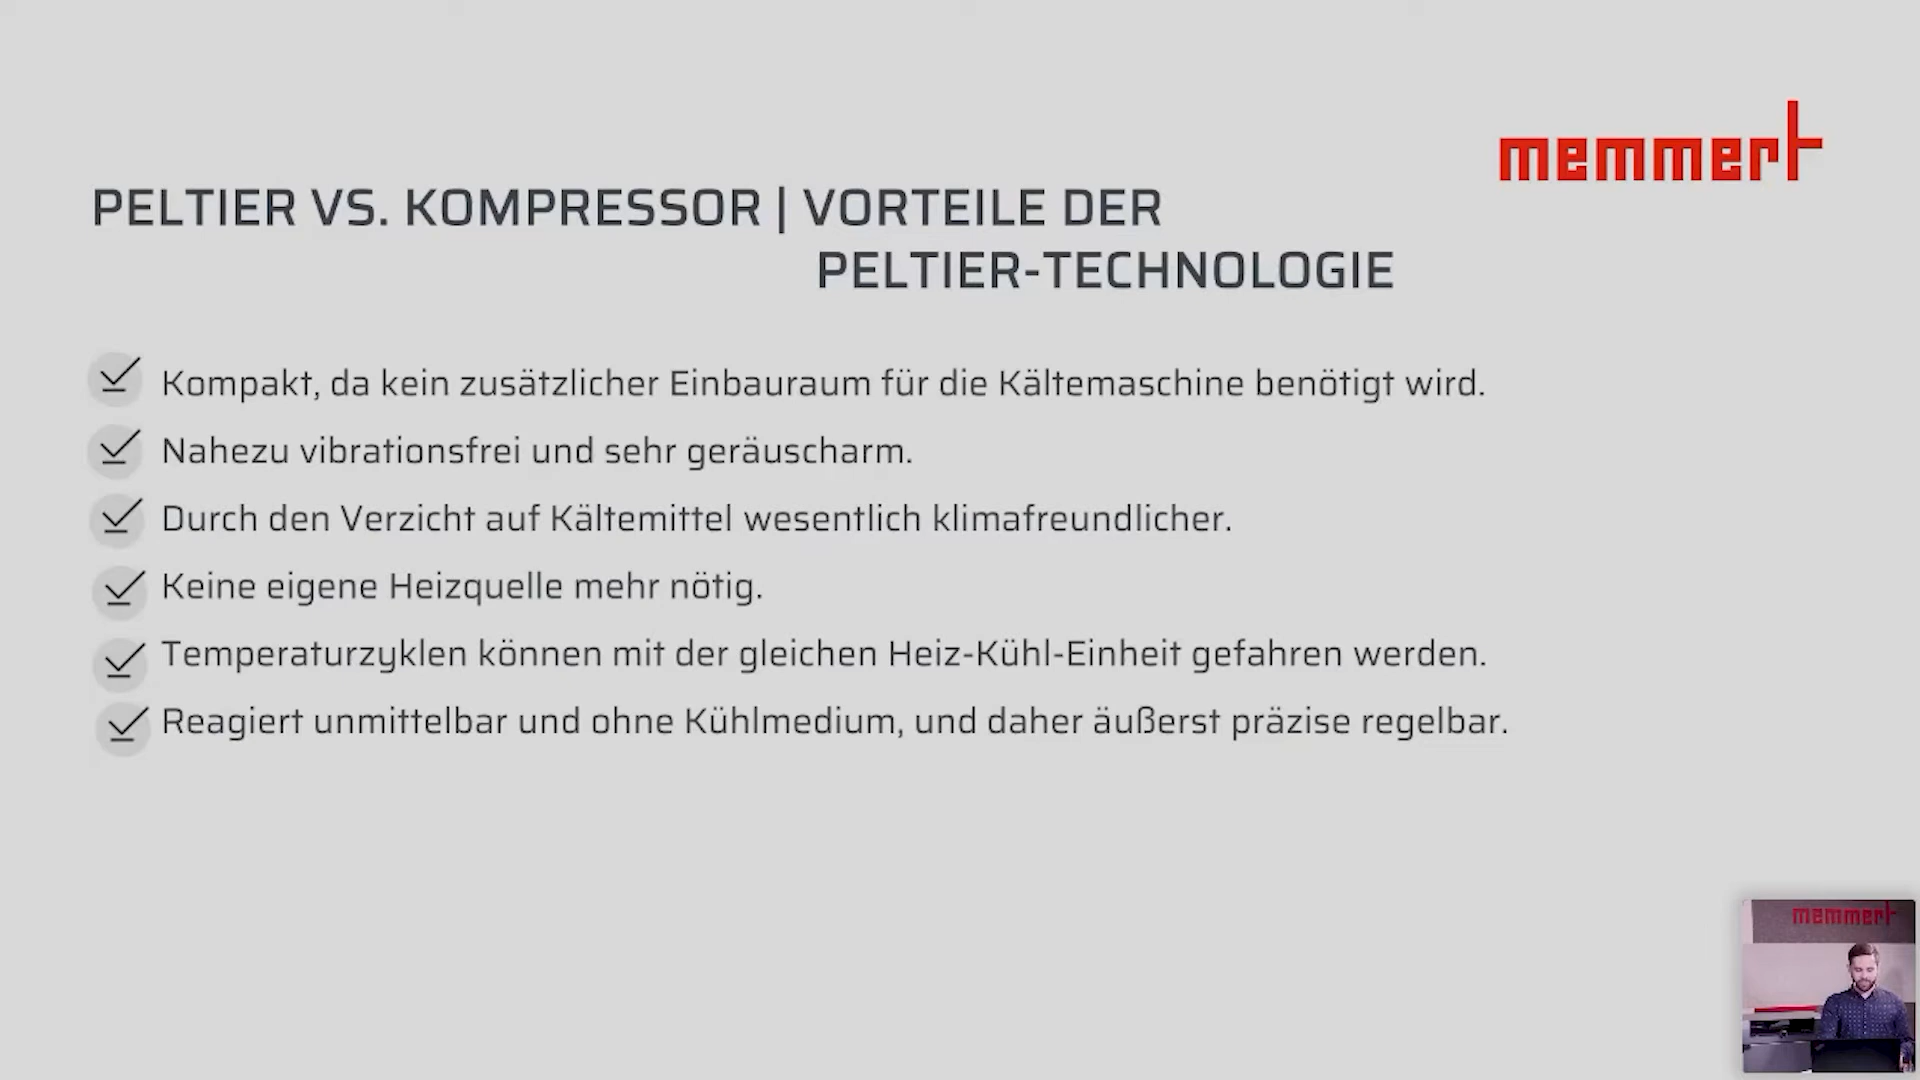 memmert
PELTIER VS. KOMPRESSOR | VORTEILE DER
PELTIER-TECHNOLOGIE
Kompakt, da kein zusätzlicher Einbauraum für die Kältemaschine benötigt wird.
Nahezu vibrationsfrei und sehr geräuscharm.
Durch den Verzicht auf Kältemittel wesentlich klimafreundlicher.
Keine eigene Heizquelle mehr nötig.
Temperaturzyklen können mit der gleichen Heiz-Kühl-Einheit gefahren werden.
Reagiert unmittelbar und ohne Kühlmedium, und daher äußerst präzise regelbar.
memmert